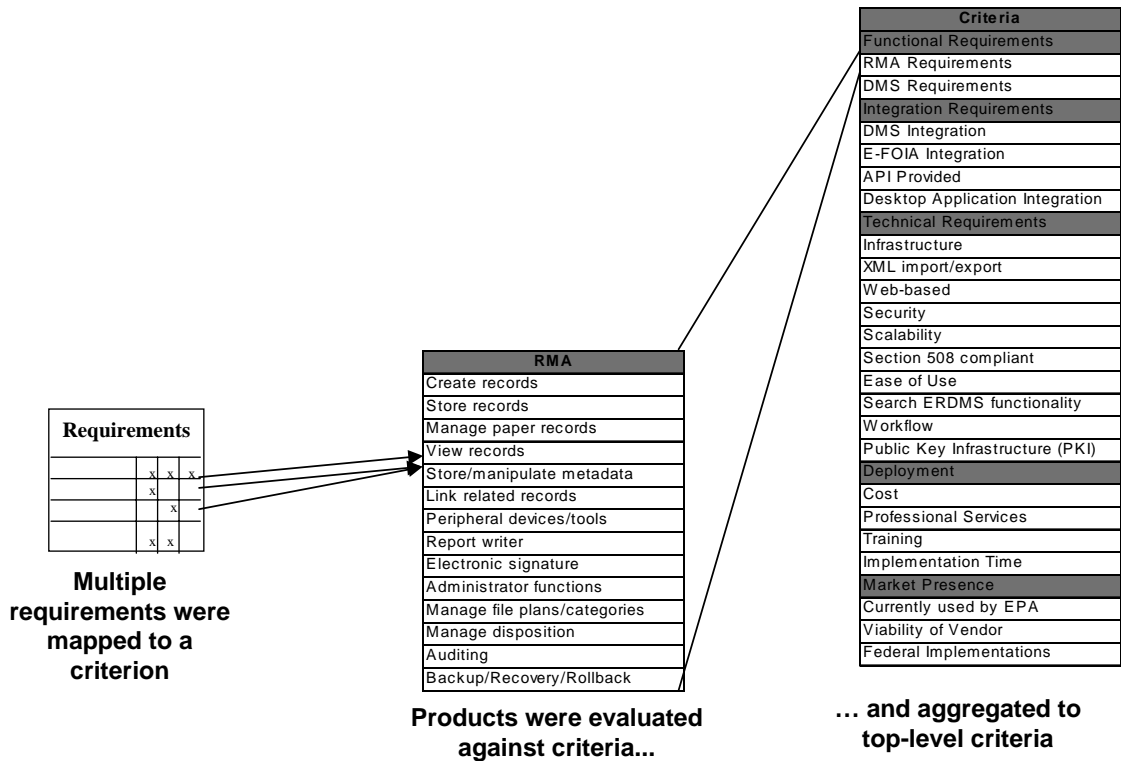 Requirements
x x x
x
x
x x
Multiple
requirements were
mapped to a
criterion
RMA
Create records
Store records
Manage paper records
View records
Store/manipulate metadata
Link related records
Peripheral devices/tools
Report writer
Electronic signature
Administrator functions
Manage file plans/categories
Manage disposition
Auditing
Backup/Recovery/Rollback
Products were evaluated
against criteria...
Criteria
Functional Requirements
RMA Requirements
DMS Requirements
Integration Requirements
DMS Integration
E-FOIA Integration
API Provided
Desktop Application Integration
Technical Requirements
Infrastructure
XML import/export
Web-based
Security
Scalability
Section 508 compliant
Ease of Use
Search ERDMS functionality
Workflow
Public Key Infrastructure (PKI)
Deployment
Cost
Professional Services
Training
Implementation Time
Market Presence
Currently used by EPA
Viability of Vendor
Federal Implementations
… and aggregated to
top-level criteria